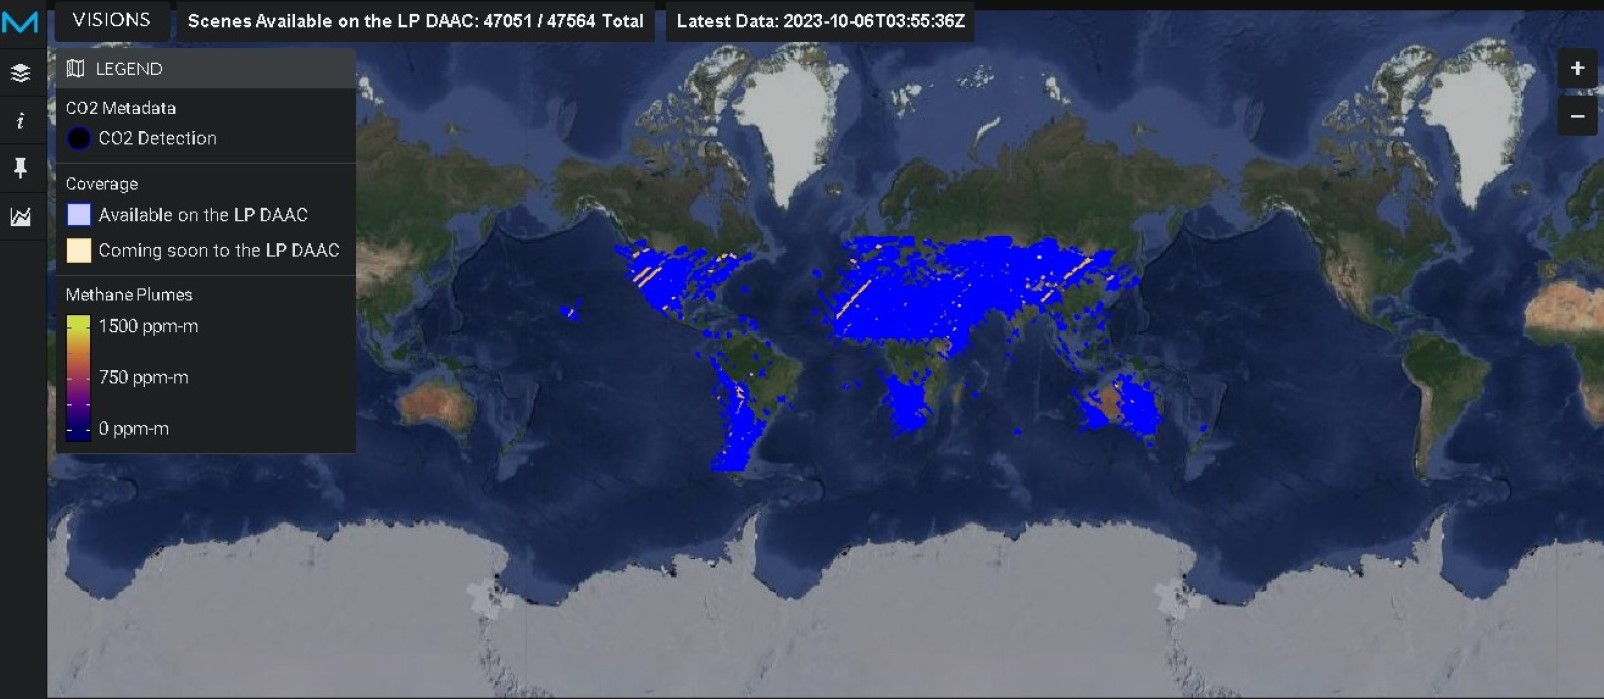 VISIONS
Scenes Available on the LP DAAC: 47051 / 47564 Total
Latest Data: 2023-10-06T03:55:36Z
LEGEND
CO2 Metadata
CO2 Detection
Coverage
Available on the LP DAAC
Coming soon to the LP DAAC
Methane Plumes
1500 ppm-m
750 ppm-m
0 ppm-m
i
+
−